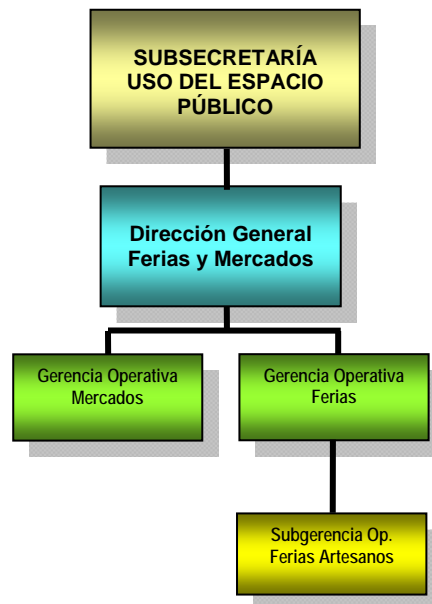 SUBSECRETARÍA
USO DEL ESPACIO
PÚBLICO
Dirección General
Ferias y Mercados
Gerencia Operativa
Mercados
Gerencia Operativa
Ferias
Subgerencia Op.
Ferias Artesanos